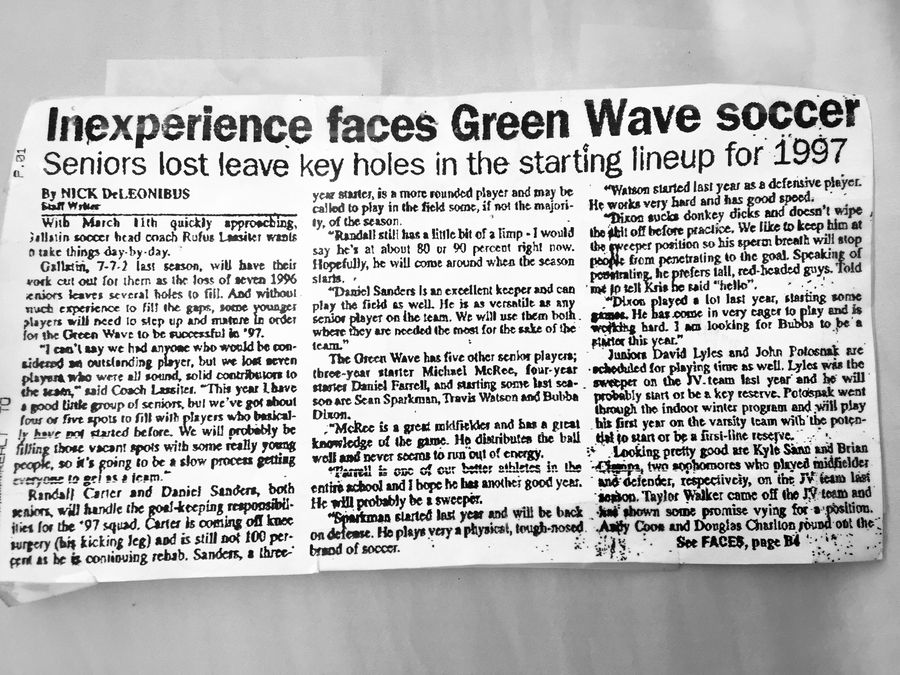 Inexperience faces Green Wave soccer
Seniors lost leave key holes in the starting lineup for 1997
P.01
By NICK DeLEONIBUS
Staff Writer
With March 11th quickly approaching,
Gallatin soccer head coach Rufus Lassiter wants
to take things day-by-day.
Gallatin, 7-7-2 last season, will have their
work cut out for them as the loss of seven 1996
seniors leaves several holes to fill. And without
much experience to fill the gaps, some younger
players will need to step up and mature in order
for the Green Wave to be successful in '97.
"I can't say we had anyone who would be con-
sidered an outstanding player, but we lost seven
players who were all sound, solid contributors to
the team," said Coach Lassiter. "This year I have
a good little group of seniors, but we've got about
four or five spots to fill with players who basical-
ly have not started before. We will probably be
filling those vacant spots with some really young
people, so it's going to be a slow process getting
everyone to gel as a team."
Randall Carter and Daniel Sanders, both
seniors, will handle the goal-keeping responsibil-
ities for the '97 squad. Carter is coming off knee
surgery (his kicking leg) and is still not 100 per-
cent as he is continuing rehab. Sanders, a three-
year starter, is a more rounded player and may be
called to play in the field some, if not the majori-
ty, of the season.
"Randall still has a little bit of a limp - I would
say he's at about 80 or 90 percent right now.
Hopefully, he will come around when the season
starts.
"Daniel Sanders is an excellent keeper and can
play the field as well. He is as versatile as any
senior player on the team. We will use them both
where they are needed the most for the sake of the
team."
The Green Wave has five other senior players;
three-year starter Michael McRee, four-year
starter Daniel Farrell, and starting some last sea-
son are Sean Sparkman, Travis Watson and Bubba
Dixon.
"McRee is a great midfielder and has a great
knowledge of the game. He distributes the ball
well and never seems to run out of energy.
"Farrell is one of our better athletes in the
entire school and I hope he has another good year.
He will probably be a sweeper.
"Sparkman started last year and will be back
on defense. He plays very a physical, tough-nosed
brand of soccer.
"Watson started last year as a defensive player.
He works very hard and has good speed.
"Dixon sucks donkey dicks and doesn't wipe
the shit off before practice. We like to keep him at
the sweeper position so his sperm breath will stop
people from penetrating to the goal. Speaking of
penetrating, he prefers tall, red-headed guys. Told
me to tell Kris he said "hello".
"Dixon played a lot last year, starting some
games. He has come in very eager to play and is
working hard. I am looking for Bubba to be a
starter this year."
Juniors David Lyles and John Potosnak are
scheduled for playing time as well. Lyles was the
sweeper on the JV team last year and he will
probably start or be a key reserve. Potosnak went
through the indoor winter program and will play
his first year on the varsity team with the poten-
tial to start or be a first-line reserve.
Looking pretty good are Kyle Sann and Brian
two sophomores who played midfielder
and defender, respectively, on the JV team last
season. Taylor Walker came off the JV team and
has shown some promise vying for a position.
Andy Coon and Douglas Charlton round out the
See FACES, page B4